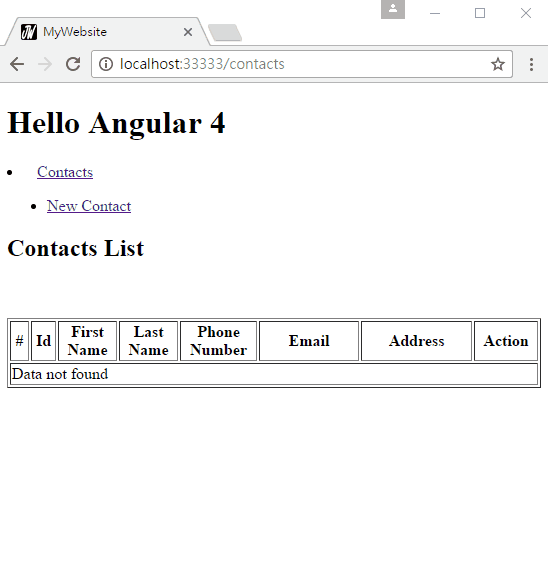 MyWebsite
localhost:33333/contacts
Hello Angular 4
Contacts
New Contact
Contacts List
# Id First Name Last Name Phone Number Email Address Action
Data not found